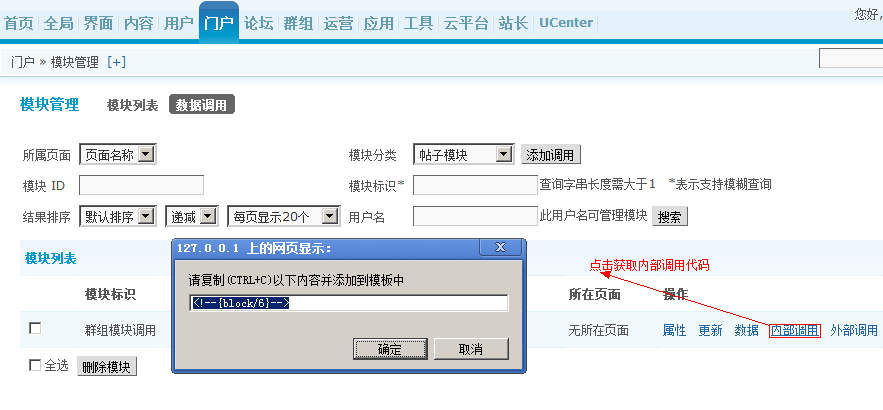 首页 全局 界面 内容 用户 门户 论坛 群组 运营 应用 工具 云平台 站长 UCenter 您好,
门户 » 模块管理 [+]
模块管理 模块列表 数据调用
所属页面 页面名称 模块分类 帖子模块 添加调用
模块 ID 模块标识* 查询字串长度需大于1 *表示支持模糊查询
结果排序 默认排序 递减 每页显示20个 用户名 此用户名可管理模块 搜索
模块列表
127.0.0.1 上的网页显示:
点击获取内部调用代码
请复制(CTRL+C)以下内容并添加到模板中
模块标识 所在页面 操作
<!--{block/6}-->
群组模块调用 无所在页面 属性 更新 数据 内部调用 外部调用
确定 取消
全选 删除模块